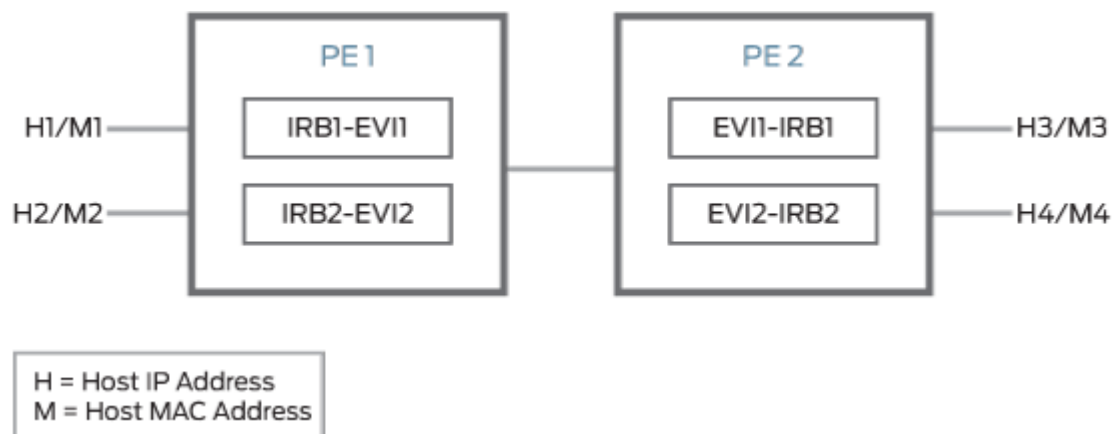 PE 1
PE 2
H1/M1
IRB1-EVI1
EVI1-IRB1
H3/M3
H2/M2
IRB2-EVI2
EVI2-IRB2
H4/M4
H = Host IP Address
M = Host MAC Address